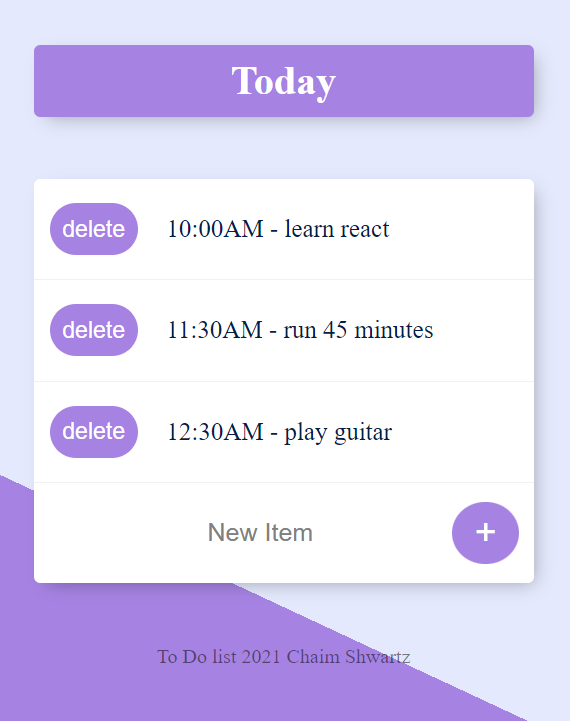 Today
delete 10:00AM - learn react
delete 11:30AM - run 45 minutes
delete 12:30AM - play guitar
New Item +
To Do list 2021 Chaim Shwartz